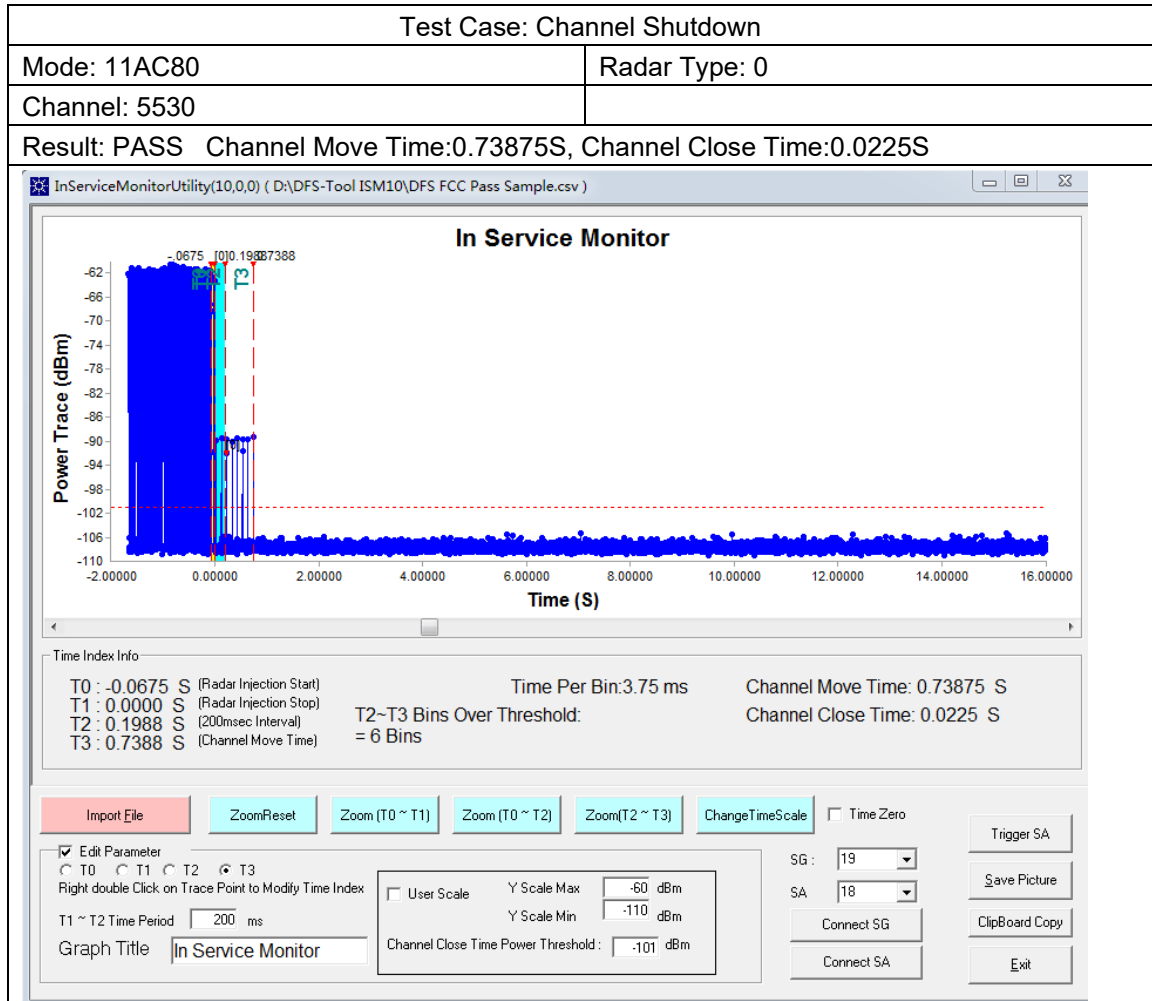 Test Case: Channel Shutdown
Mode: 11AC80
Radar Type: 0
Channel: 5530
Result: PASS Channel Move Time:0.73875S, Channel Close Time:0.0225S
InServiceMonitorUtility(10,0,0) ( D:\DFS-Tool ISM10\DFS FCC Pass Sample.csv )
In Service Monitor
-.0675
T3
Power Trace (dBm)
-62
-66
-70
-74
-78
-82
-86
-90
-94
-98
-102
-106
-110
-2.00000 0.00000 2.00000 4.00000 6.00000 8.00000 10.00000 12.00000 14.00000 16.00000
Time (S)
Time Index Info
T0 : -0.0675 S (Radar Injection Start)
T1 : 0.0000 S (Radar Injection Stop)
T2 : 0.1988 S (200msec Interval)
T3 : 0.7388 S (Channel Move Time)
Time Per Bin:3.75 ms
T2~T3 Bins Over Threshold:
= 6 Bins
Channel Move Time: 0.73875 S
Channel Close Time: 0.0225 S
Import File
ZoomReset
Zoom (T0 ~ T1)
Zoom (T0 ~ T2)
Zoom(T2 ~ T3)
ChangeTimeScale
Time Zero
Edit Parameter
T0 T1 T2 T3
Right double Click on Trace Point to Modify Time Index
T1 ~ T2 Time Period 200 ms
Graph Title In Service Monitor
User Scale
Y Scale Max -60 dBm
Y Scale Min -110 dBm
Channel Close Time Power Threshold : -101 dBm
SG : 19
SA 18
Connect SG
Connect SA
Trigger SA
Save Picture
ClipBoard Copy
Exit